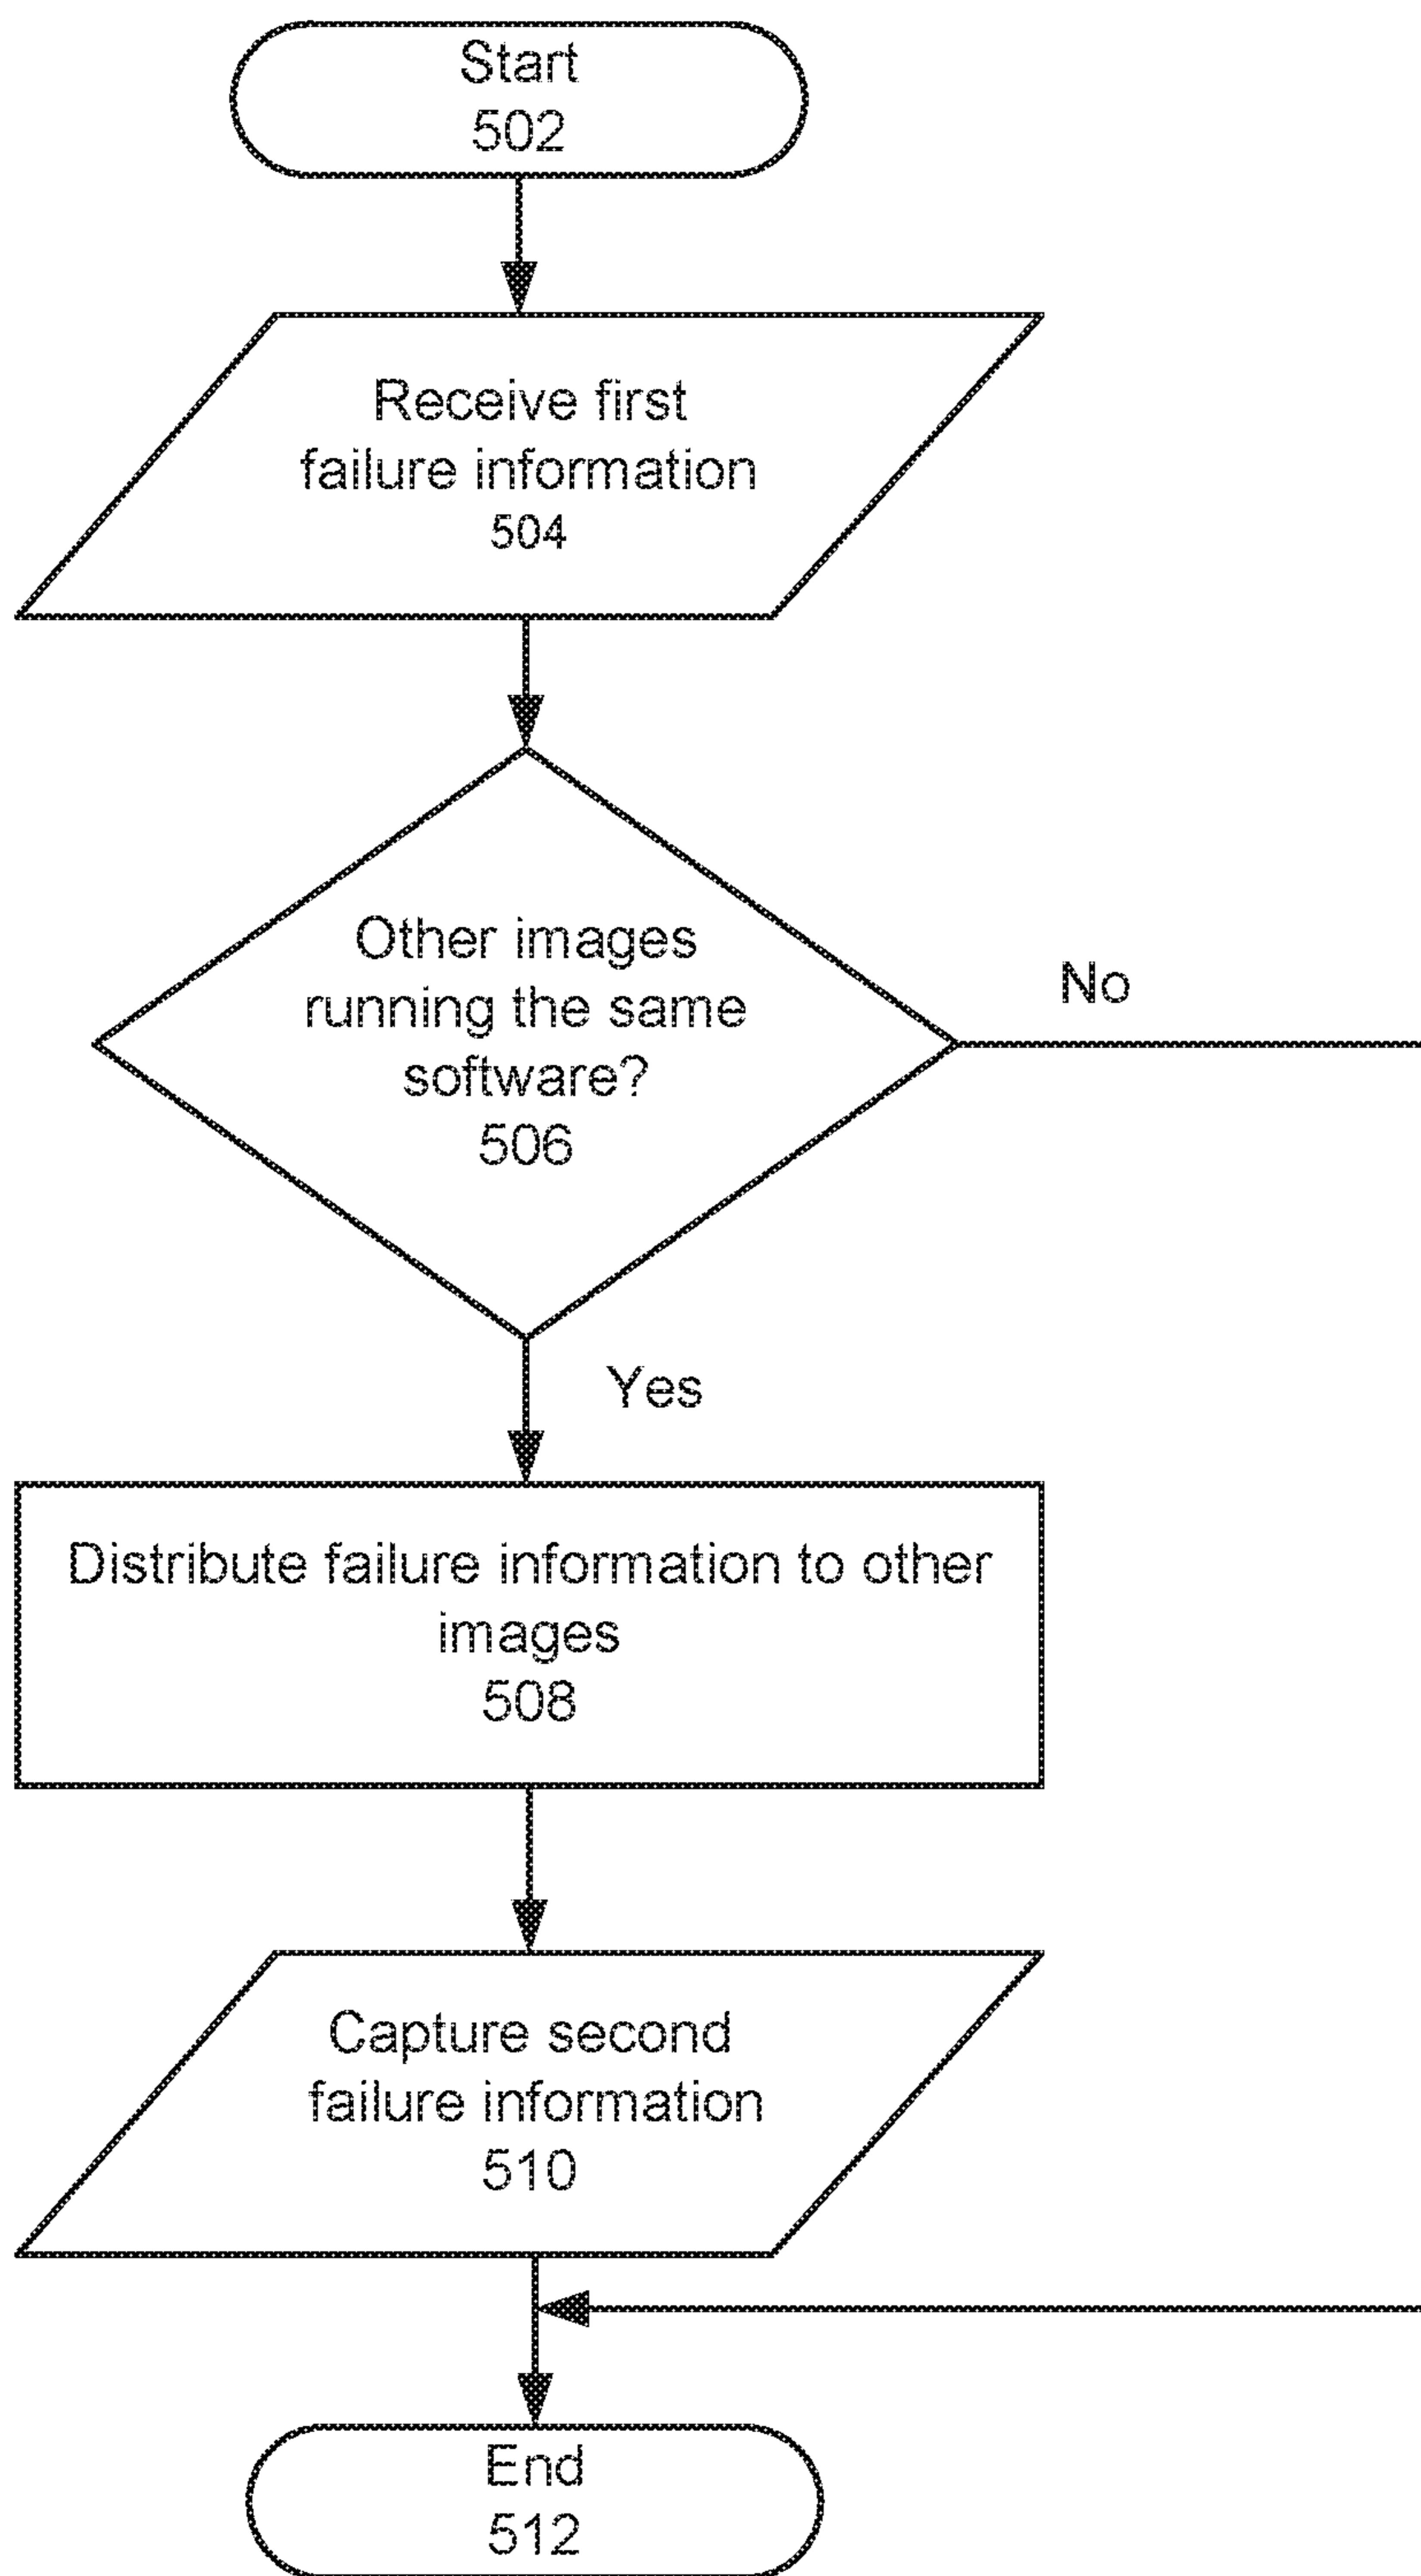 Start
502
Receive first
failure information
504
Other images
running the same
software?
506
No
Yes
Distribute failure information to other
images
508
Capture second
failure information
510
End
512